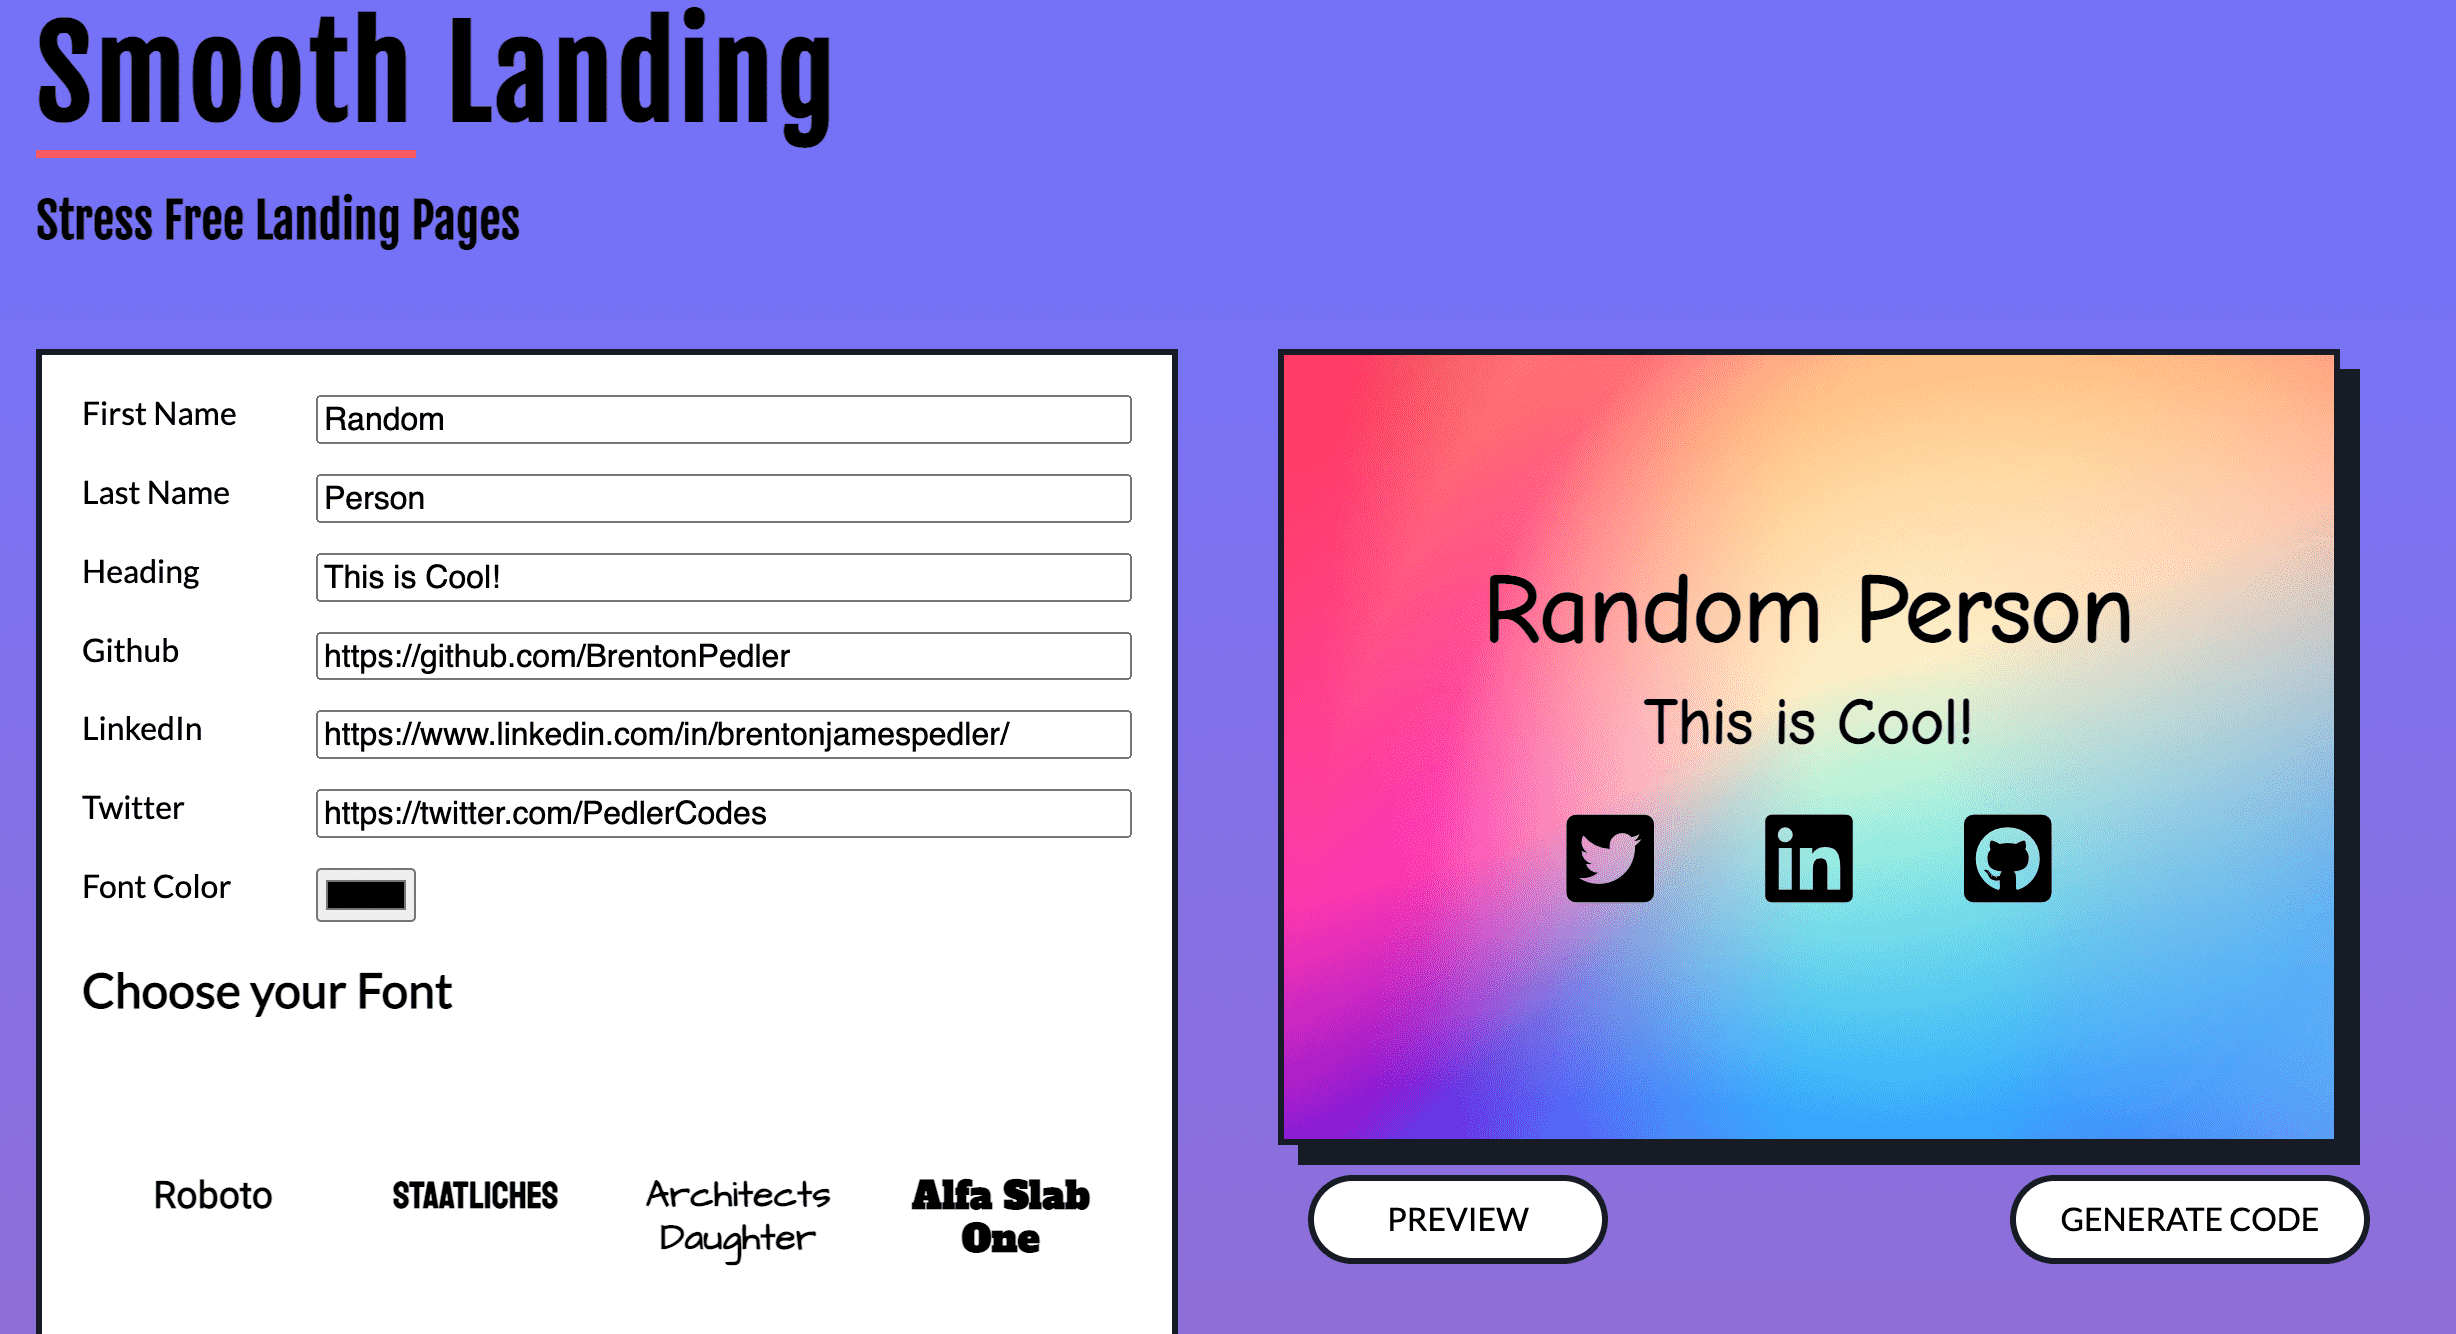 Smooth Landing
Stress Free Landing Pages
First Name
Random
Last Name
Person
Heading
This is Cool!
Github
https://github.com/BrentonPedler
LinkedIn
https://www.linkedin.com/in/brentonjamespedler/
Twitter
https://twitter.com/PedlerCodes
Font Color
Choose your Font
Roboto
STAATLICHES
Architects
Daughter
Alfa Slab
One
Random Person
This is Cool!
in
PREVIEW
GENERATE CODE